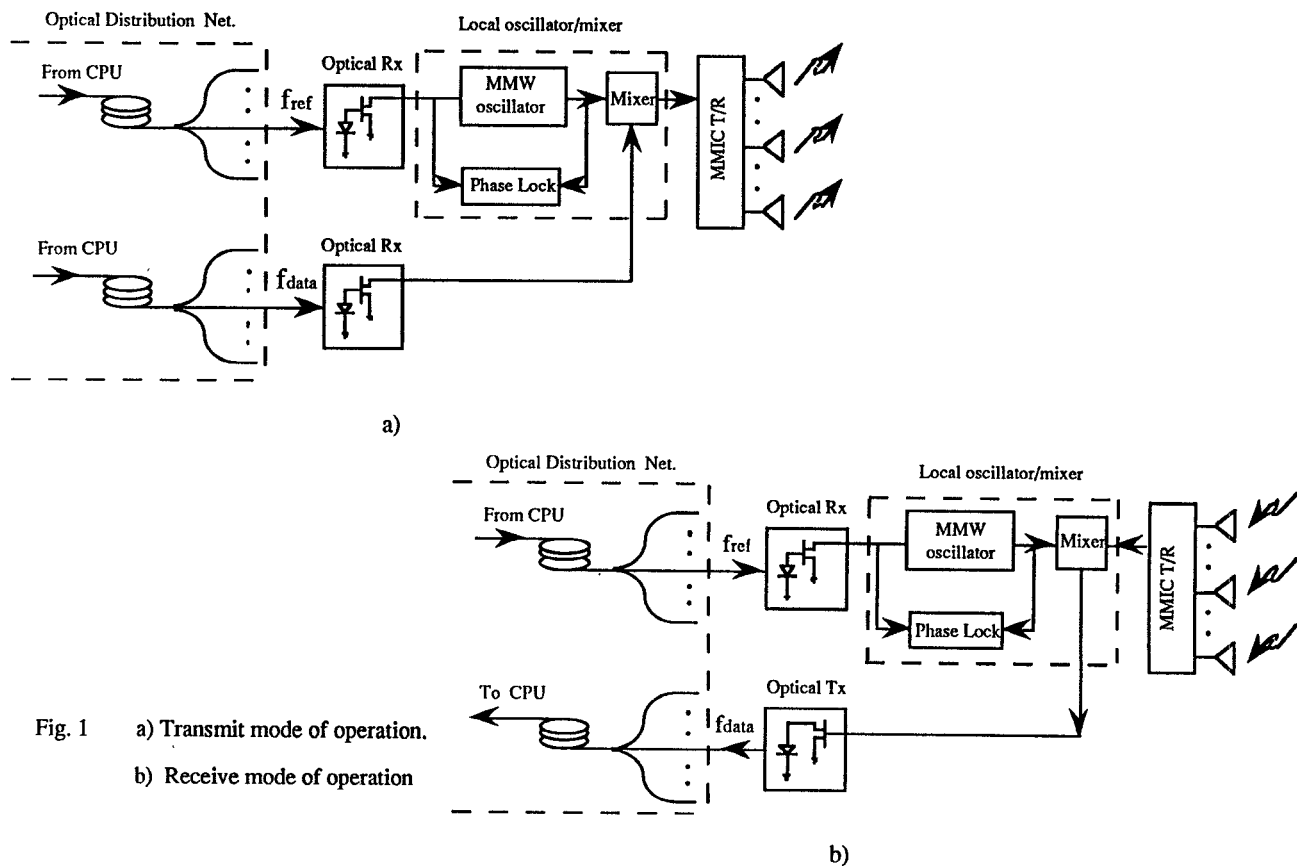 Optical Distribution Net.
Local oscillator/mixer
From CPU
fref
Optical Rx
MMW
oscillator
Mixer
Phase Lock
MMIC T/R
From CPU
fdata
Optical Rx
a)
Optical Distribution Net.
Local oscillator/mixer
From CPU
fref
Optical Rx
MMW
oscillator
Mixer
Phase Lock
MMIC T/R
To CPU
fdata
Optical Tx
Fig. 1 a) Transmit mode of operation.
b) Receive mode of operation
b)